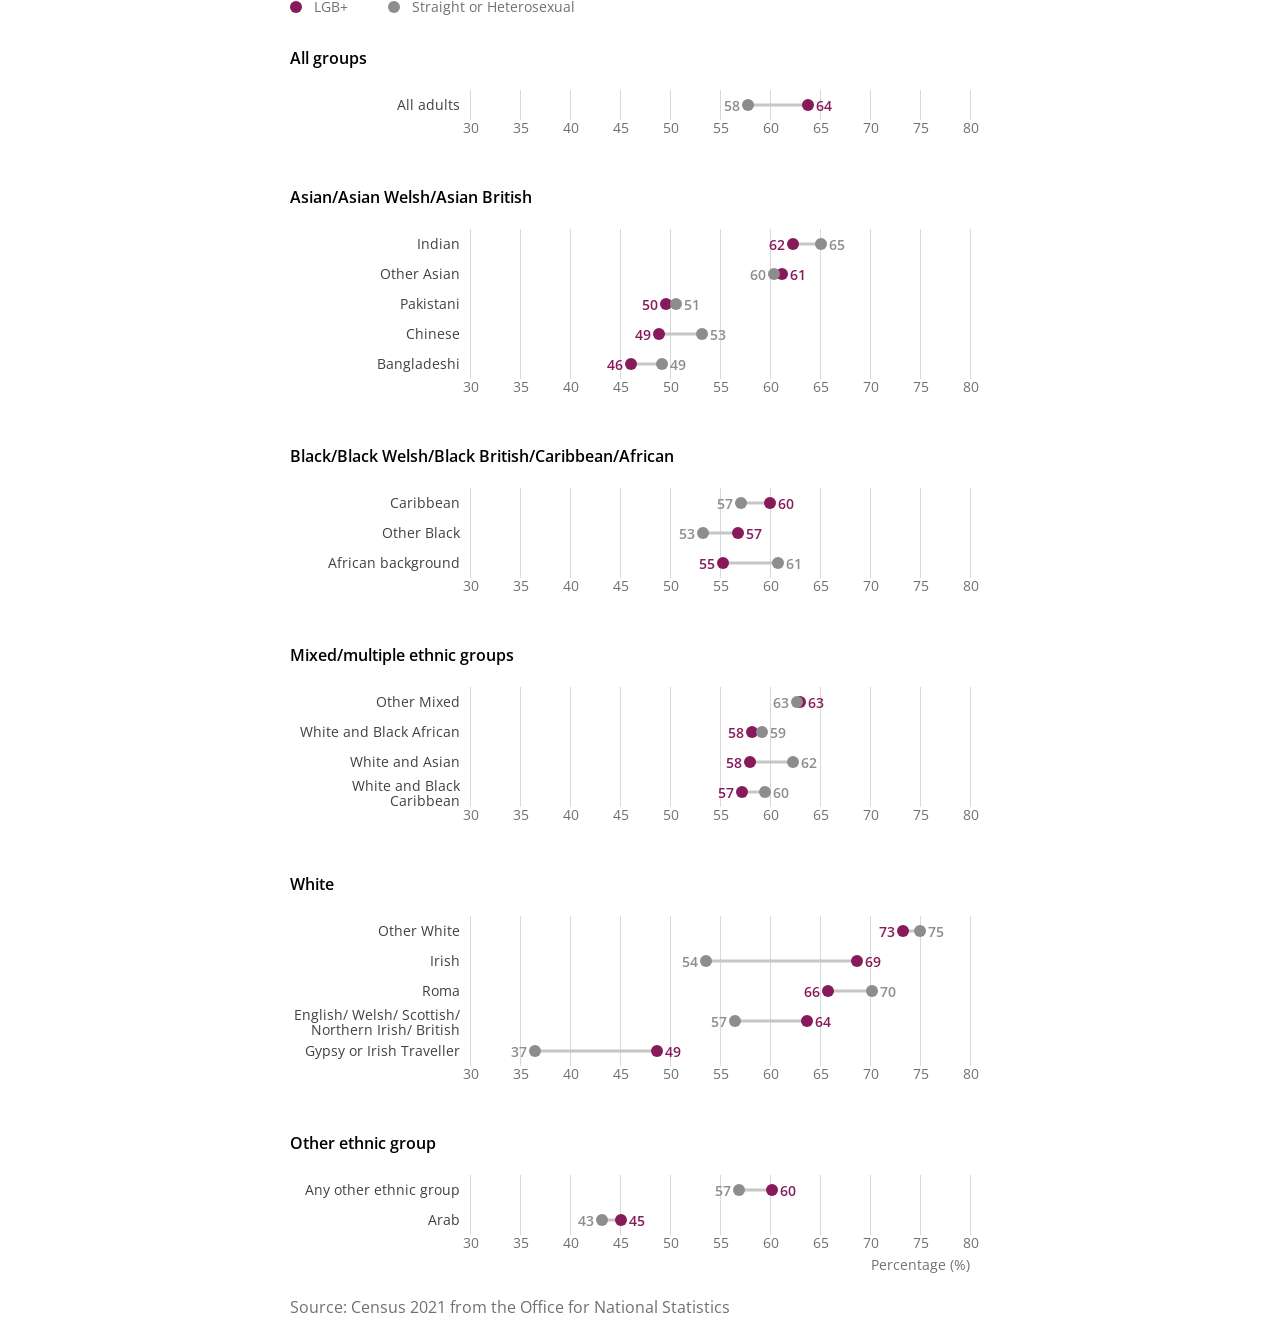 LGB+ Straight or Heterosexual
All groups
All adults 58 64
30 35 40 45 50 55 60 65 70 75 80
Asian/Asian Welsh/Asian British
Indian 62 65
Other Asian 60 61
Pakistani 50 51
Chinese 49 53
Bangladeshi 46 49
30 35 40 45 50 55 60 65 70 75 80
Black/Black Welsh/Black British/Caribbean/African
Caribbean 57 60
Other Black 53 57
African background 55 61
30 35 40 45 50 55 60 65 70 75 80
Mixed/multiple ethnic groups
Other Mixed 63 63
White and Black African 58 59
White and Asian 58 62
White and Black
Caribbean 57 60
30 35 40 45 50 55 60 65 70 75 80
White
Other White 73 75
Irish 54 69
Roma 66 70
English/ Welsh/ Scottish/
Northern Irish/ British 57 64
Gypsy or Irish Traveller 37 49
30 35 40 45 50 55 60 65 70 75 80
Other ethnic group
Any other ethnic group 57 60
Arab 43 45
30 35 40 45 50 55 60 65 70 75 80
Percentage (%)
Source: Census 2021 from the Office for National Statistics